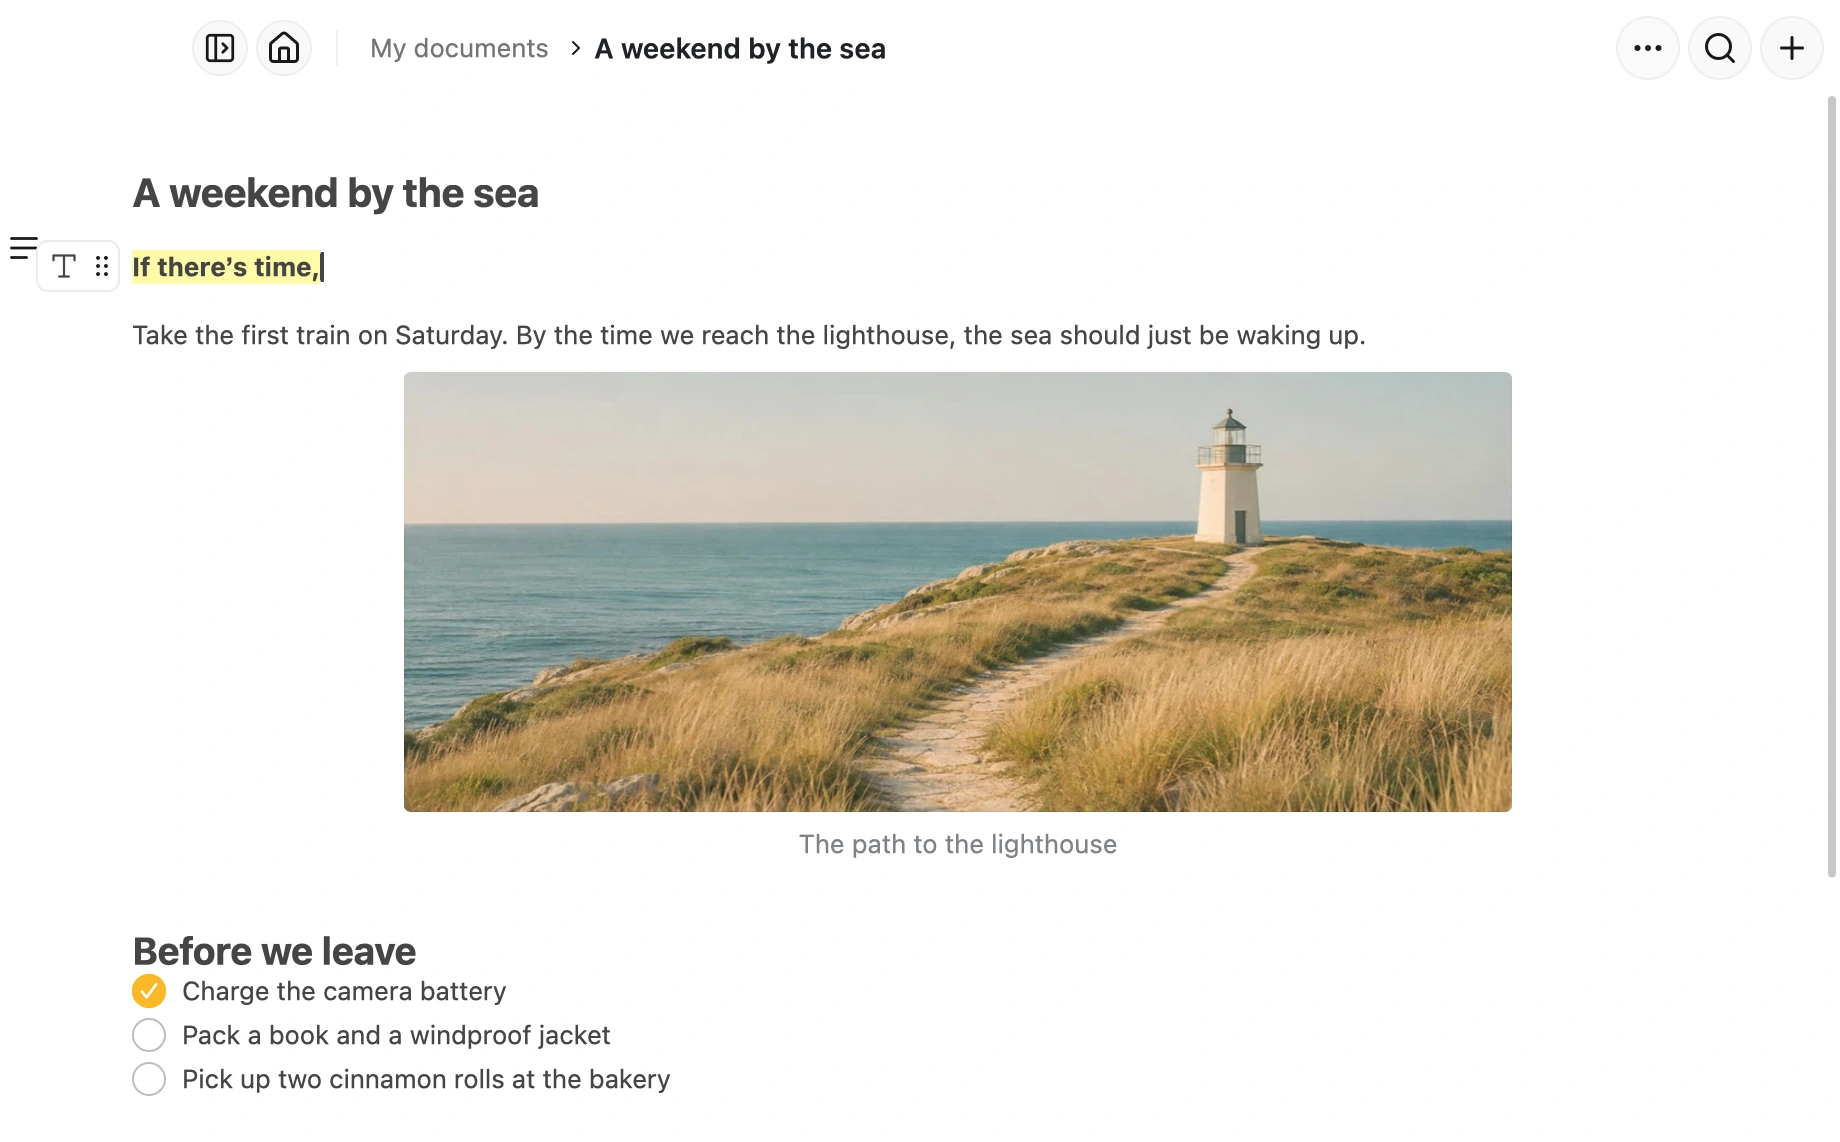 My documents > A weekend by the sea
A weekend by the sea
If there’s time,
Take the first train on Saturday. By the time we reach the lighthouse, the sea should just be waking up.
The path to the lighthouse
Before we leave
Charge the camera battery
Pack a book and a windproof jacket
Pick up two cinnamon rolls at the bakery